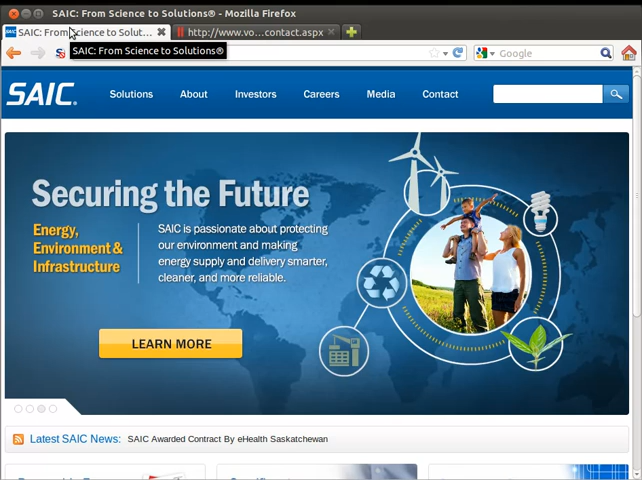 SAIC: From Science to Solutions® - Mozilla Firefox
SAIC: From Science to Solut...
http://www.vo...contact.aspx
SAIC: From Science to Solutions®
Google
SAIC.
Solutions
About
Investors
Careers
Media
Contact
Securing the Future
Energy,
Environment &
Infrastructure
SAIC is passionate about protecting
our environment and making
energy supply and delivery smarter,
cleaner, and more reliable.
LEARN MORE
Latest SAIC News: SAIC Awarded Contract By eHealth Saskatchewan